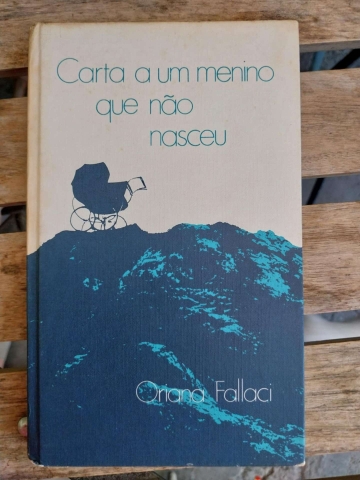 Carta a um menino
que não
nasceu
Oriana Fallaci